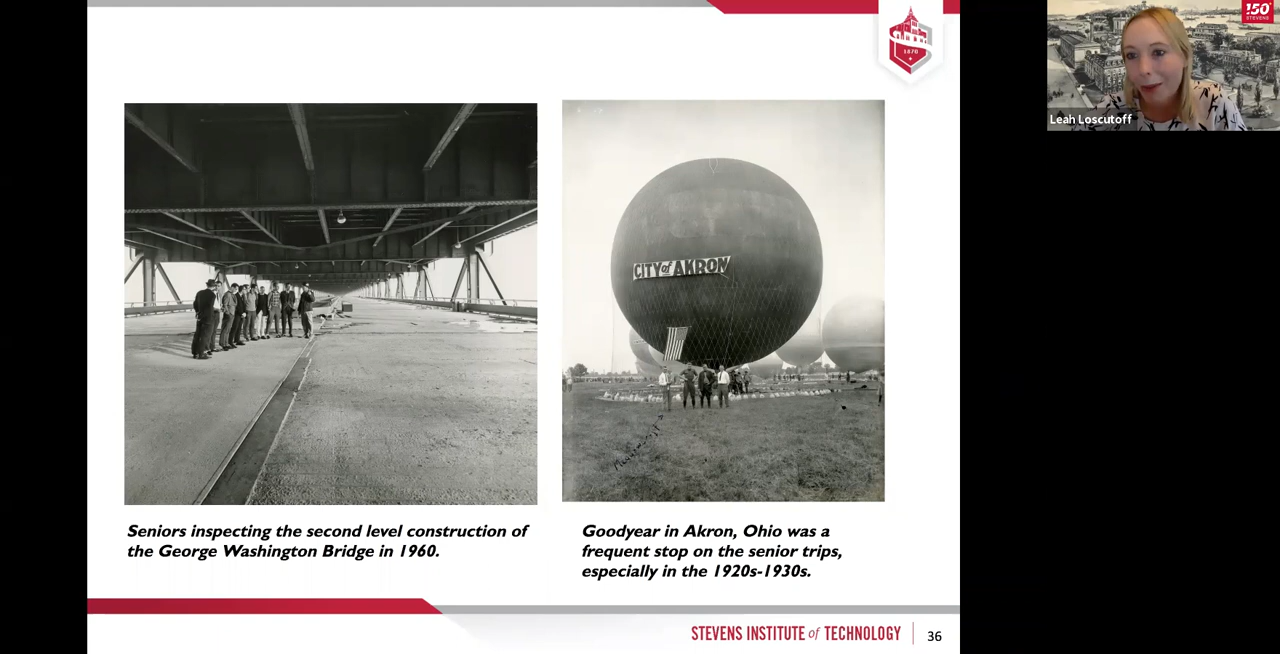 1870
150
STEVENS
Leah Loscutoff
CITY of AKRON
Seniors inspecting the second level construction of
the George Washington Bridge in 1960.
Goodyear in Akron, Ohio was a
frequent stop on the senior trips,
especially in the 1920s-1930s.
STEVENS INSTITUTE of TECHNOLOGY
36